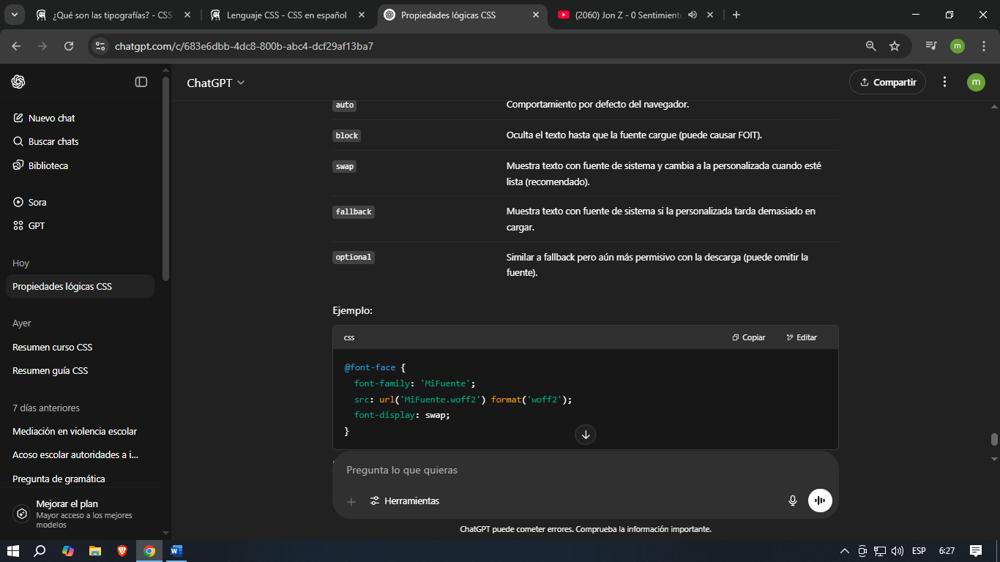 ¿Qué son las tipografías? - CSS
Lenguaje CSS - CSS en español
Propiedades lógicas CSS
(2060) Jon Z - 0 Sentimiento
chatgpt.com/c/683e6dbb-4dc8-800b-abc4-dcf29af13ba7
m
ChatGPT
Compartir
m
Nuevo chat
Buscar chats
Biblioteca
Sora
GPT
Hoy
Propiedades lógicas CSS
Ayer
Resumen curso CSS
Resumen guía CSS
7 días anteriores
Mediación en violencia escolar
Acoso escolar autoridades a i...
Pregunta de gramática
Mejorar el plan
Mayor acceso a los mejores
modelos
auto Comportamiento por defecto del navegador.
block Oculta el texto hasta que la fuente cargue (puede causar FOIT).
swap Muestra texto con fuente de sistema y cambia a la personalizada cuando esté
lista (recomendado).
fallback Muestra texto con fuente de sistema si la personalizada tarda demasiado en
cargar.
optional Similar a fallback pero aún más permisivo con la descarga (puede omitir la
fuente).
Ejemplo:
css Copiar Editar
@font-face {
font-family: 'MiFuente';
src: url('MiFuente.woff2') format('woff2');
font-display: swap;
}
Pregunta lo que quieras
Herramientas
ChatGPT puede cometer errores. Comprueba la información importante.
ESP 6:27